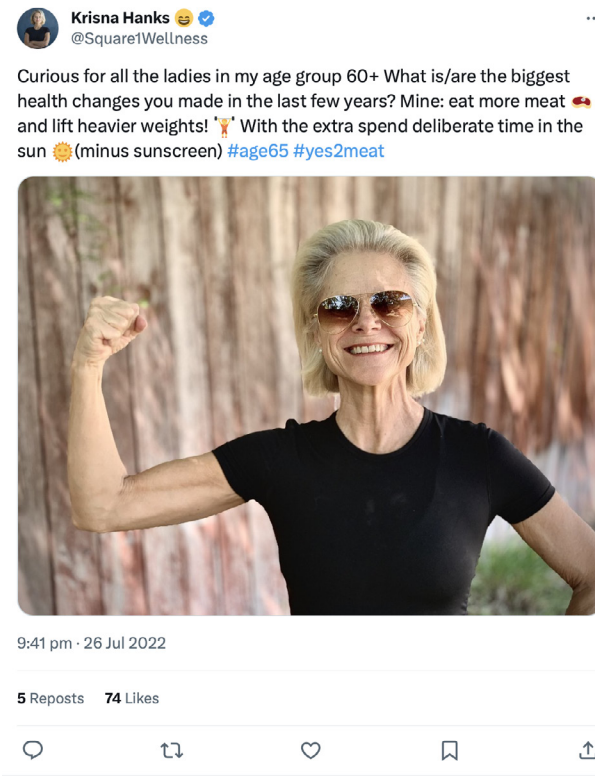 Krisna Hanks 😄
@Square1Wellness
Curious for all the ladies in my age group 60+ What is/are the biggest
health changes you made in the last few years? Mine: eat more meat 🥩
and lift heavier weights! 🏋️ With the extra spend deliberate time in the
sun 🌞(minus sunscreen) #age65 #yes2meat
9:41 pm · 26 Jul 2022
5 Reposts 74 Likes